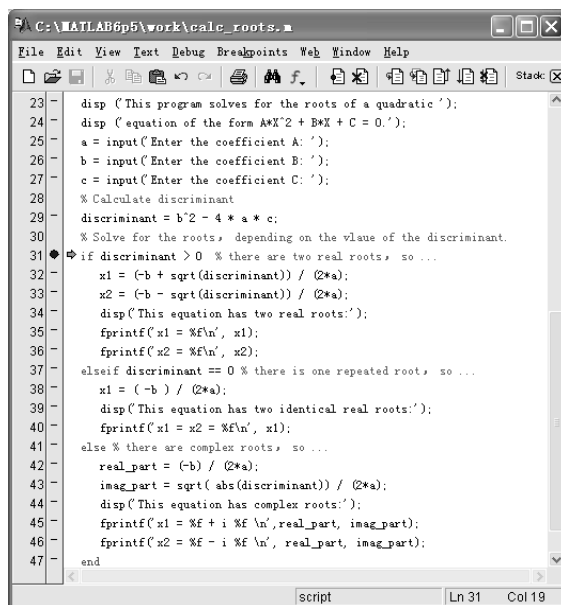 C:\MATLAB6p5\work\calc_roots.m
File Edit View Text Debug Breakpoints Web Window Help
Stack:
23 disp ('This program solves for the roots of a quadratic ');
24 disp ('equation of the form A*X^2 + B*X + C = 0.');
25 a = input('Enter the coefficient A: ');
26 b = input('Enter the coefficient B: ');
27 c = input('Enter the coefficient C: ');
28 % Calculate discriminant
29 discriminant = b^2 - 4 * a * c;
30 % Solve for the roots, depending on the vlaue of the discriminant.
31 if discriminant > 0 % there are two real roots, so ...
32 x1 = (-b + sqrt(discriminant)) / (2*a);
33 x2 = (-b - sqrt(discriminant)) / (2*a);
34 disp('This equation has two real roots:');
35 fprintf('x1 = %f\n', x1);
36 fprintf('x2 = %f\n', x2);
37 elseif discriminant == 0 % there is one repeated root, so ...
38 x1 = ( -b ) / (2*a);
39 disp('This equation has two identical real roots:');
40 fprintf('x1 = x2 = %f\n', x1);
41 else % there are complex roots, so ...
42 real_part = (-b) / (2*a);
43 imag_part = sqrt( abs(discriminant)) / (2*a);
44 disp('This equation has complex roots:');
45 fprintf('x1 = %f + i %f \n',real_part, imag_part);
46 fprintf('x2 = %f - i %f \n', real_part, imag_part);
47 end
script Ln 31 Col 19